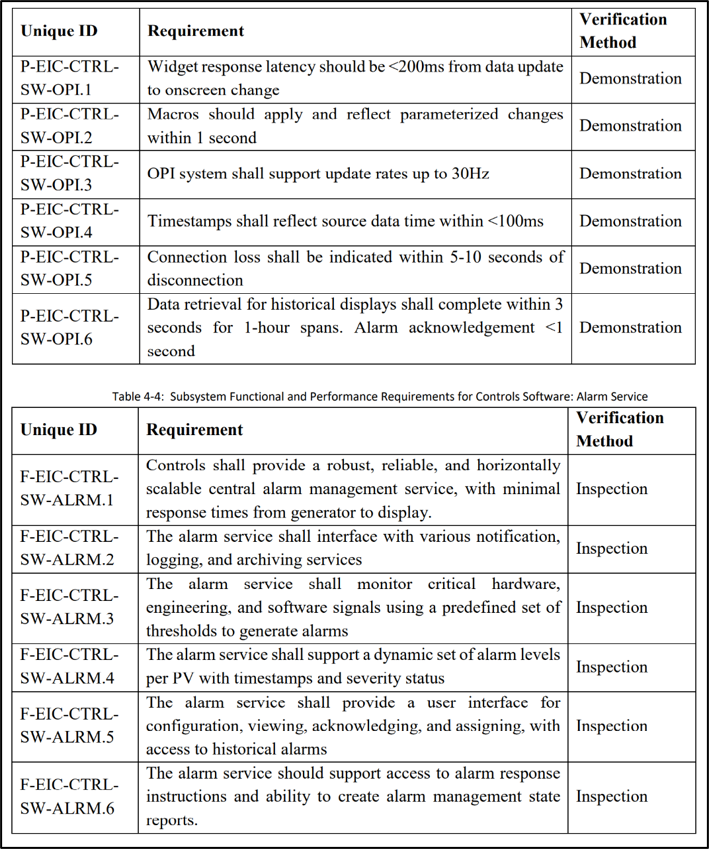 Unique ID
Requirement
Verification
Method
P-EIC-CTRL-
SW-OPI.1
Widget response latency should be <200ms from data update
to onscreen change
Demonstration
P-EIC-CTRL-
SW-OPI.2
Macros should apply and reflect parameterized changes
within 1 second
Demonstration
P-EIC-CTRL-
SW-OPI.3
OPI system shall support update rates up to 30Hz
Demonstration
P-EIC-CTRL-
SW-OPI.4
Timestamps shall reflect source data time within <100ms
Demonstration
P-EIC-CTRL-
SW-OPI.5
Connection loss shall be indicated within 5-10 seconds of
disconnection
Demonstration
P-EIC-CTRL-
SW-OPI.6
Data retrieval for historical displays shall complete within 3
seconds for 1-hour spans. Alarm acknowledgement <1
second
Demonstration
Table 4-4: Subsystem Functional and Performance Requirements for Controls Software: Alarm Service
Unique ID
Requirement
Verification
Method
F-EIC-CTRL-
SW-ALRM.1
Controls shall provide a robust, reliable, and horizontally
scalable central alarm management service, with minimal
response times from generator to display.
Inspection
F-EIC-CTRL-
SW-ALRM.2
The alarm service shall interface with various notification,
logging, and archiving services
Inspection
F-EIC-CTRL-
SW-ALRM.3
The alarm service shall monitor critical hardware,
engineering, and software signals using a predefined set of
thresholds to generate alarms
Inspection
F-EIC-CTRL-
SW-ALRM.4
The alarm service shall support a dynamic set of alarm levels
per PV with timestamps and severity status
Inspection
F-EIC-CTRL-
SW-ALRM.5
The alarm service shall provide a user interface for
configuration, viewing, acknowledging, and assigning, with
access to historical alarms
Inspection
F-EIC-CTRL-
SW-ALRM.6
The alarm service should support access to alarm response
instructions and ability to create alarm management state
reports.
Inspection